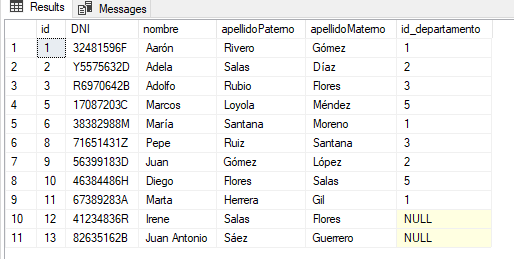 Results Messages
id DNI nombre apellidoPaterno apellidoMaterno id_departamento
1 1 32481596F Aarón Rivero Gómez 1
2 2 Y5575632D Adela Salas Díaz 2
3 3 R6970642B Adolfo Rubio Flores 3
4 5 17087203C Marcos Loyola Méndez 5
5 6 38382988M María Santana Moreno 1
6 8 71651431Z Pepe Ruiz Santana 3
7 9 56399183D Juan Gómez López 2
8 10 46384486H Diego Flores Salas 5
9 11 67389283A Marta Herrera Gil 1
10 12 41234836R Irene Salas Flores NULL
11 13 82635162B Juan Antonio Sáez Guerrero NULL